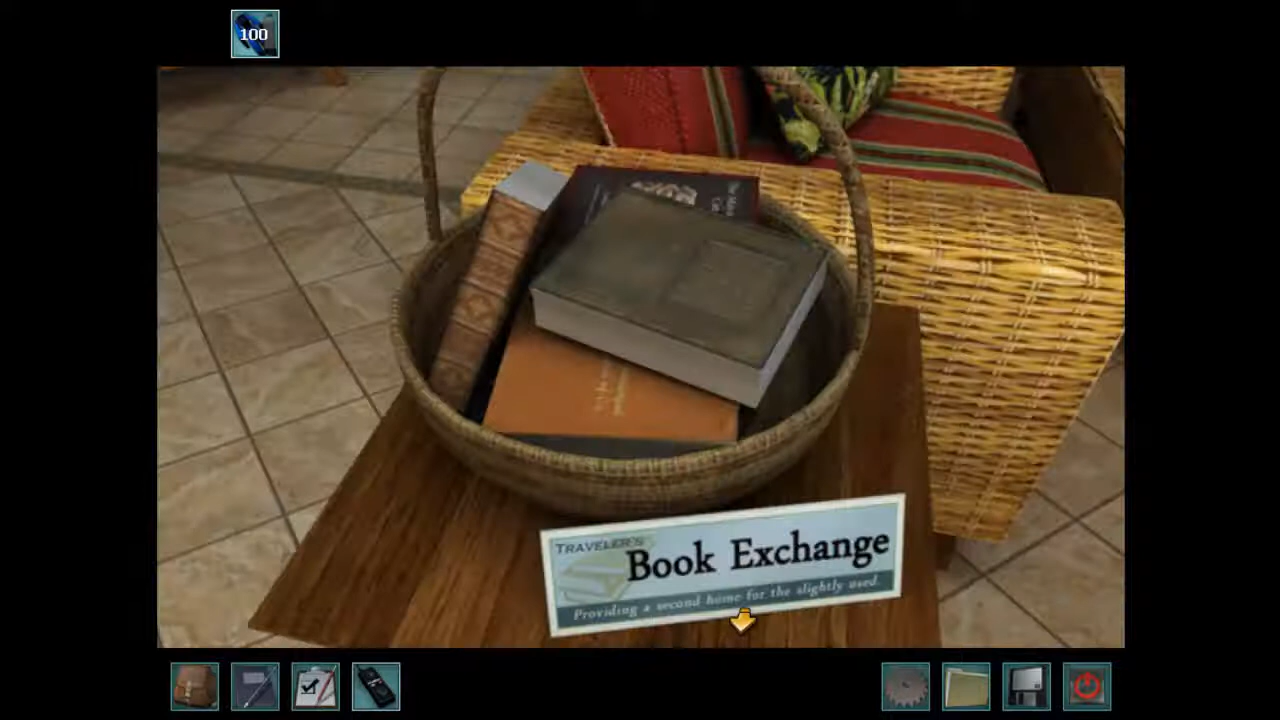 100
TRAVELER'S
Book Exchange
Providing a second home for the slightly used.